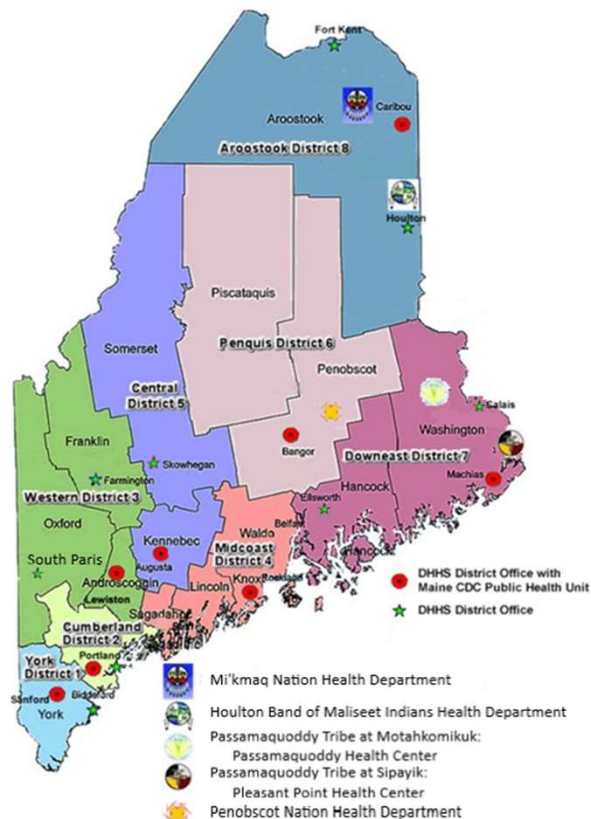 Fort Kent
Aroostook
Caribou
Aroostook District 8
Houlton
Piscataquis
Somerset
Penquis District 6
Penobscot
Central
District 5
Calais
Franklin
Washington
Bangor
Skowhegan
Downeast District 7
Farmington
Machias
Western District 3
Ellsworth
Hancock
Oxford
Waldo
Belfast
Kennebec
Midcoast
District 4
Hancock
South Paris
Augusta
Androscoggin
Knox
Rockland
Lincoln
Lewiston
Sagadahoc
Cumberland
District 2
Portland
York
District 1
Sanford
Biddeford
York
DHHS District Office with
Maine CDC Public Health Unit
DHHS District Office
Mi'kmaq Nation Health Department
Houlton Band of Maliseet Indians Health Department
Passamaquoddy Tribe at Motahkomikuk:
Passamaquoddy Health Center
Passamaquoddy Tribe at Sipayik:
Pleasant Point Health Center
Penobscot Nation Health Department